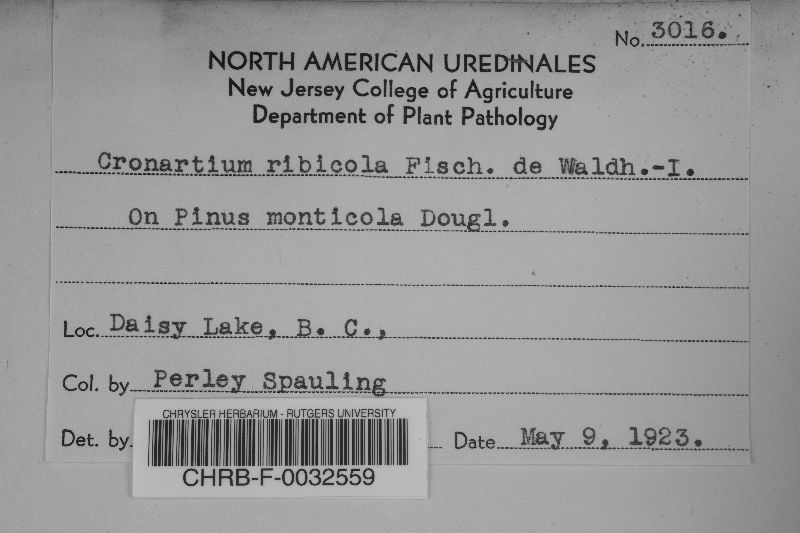 No. 3016.
NORTH AMERICAN UREDINALES
New Jersey College of Agriculture
Department of Plant Pathology
Cronartium ribicola Fisch. de Waldh.-I.
On Pinus monticola Dougl.
Loc. Daisy Lake, B. C.,
Col. by Perley Spauling
Det. by Date May 9, 1923.
CHRYSLER HERBARIUM - RUTGERS UNIVERSITY
CHRB-F-0032559